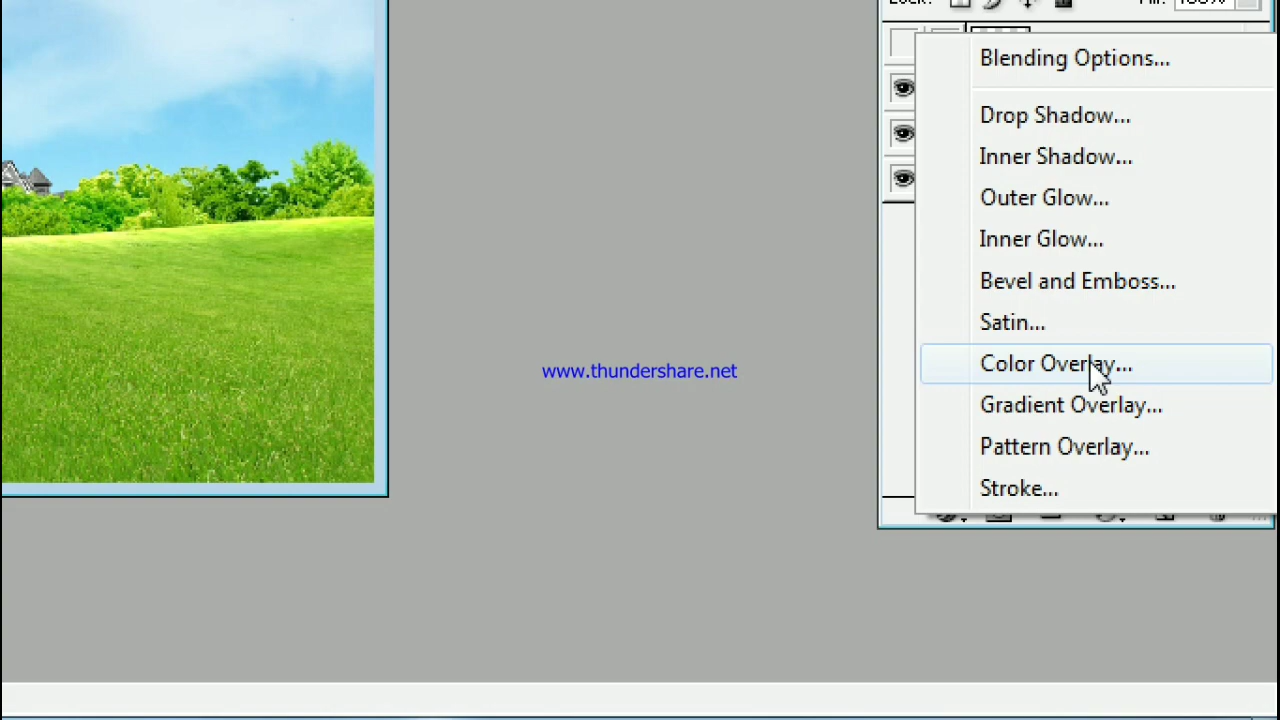 Blending Options...
Drop Shadow...
Inner Shadow...
Outer Glow...
Inner Glow...
Bevel and Emboss...
Satin...
Color Overlay...
Gradient Overlay...
Pattern Overlay...
Stroke...
www.thundershare.net